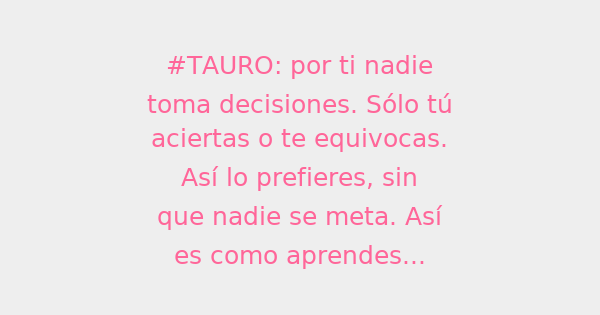 #TAURO: por ti nadie
toma decisiones. Sólo tú
aciertas o te equivocas.
Así lo prefieres, sin
que nadie se meta. Así
es como aprendes...